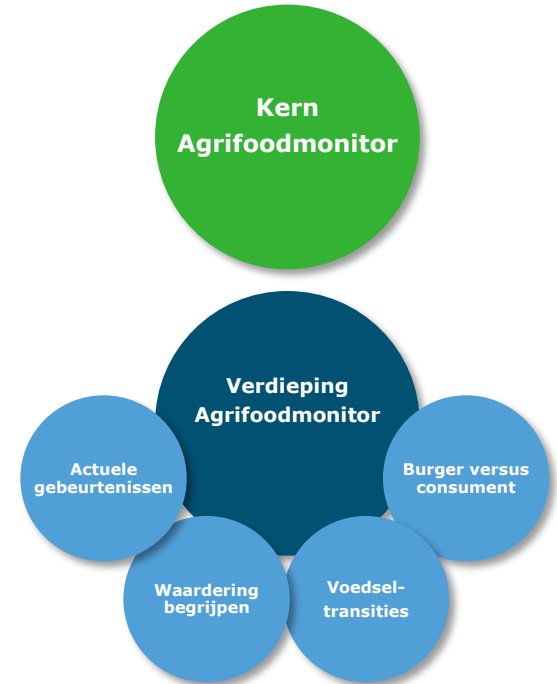 Kern
Agrifoodmonitor
Verdieping
Agrifoodmonitor
Actuele
gebeurtenissen
Waardering
begrijpen
Voedsel-
transities
Burger versus
consument